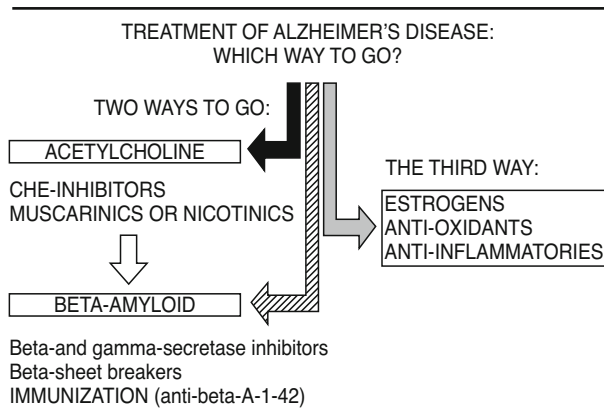 TREATMENT OF ALZHEIMER'S DISEASE:
WHICH WAY TO GO?
TWO WAYS TO GO:
ACETYLCHOLINE
CHE-INHIBITORS
MUSCARINICS OR NICOTINICS
BETA-AMYLOID
Beta-and gamma-secretase inhibitors
Beta-sheet breakers
IMMUNIZATION (anti-beta-A-1-42)
THE THIRD WAY:
ESTROGENS
ANTI-OXIDANTS
ANTI-INFLAMMATORIES